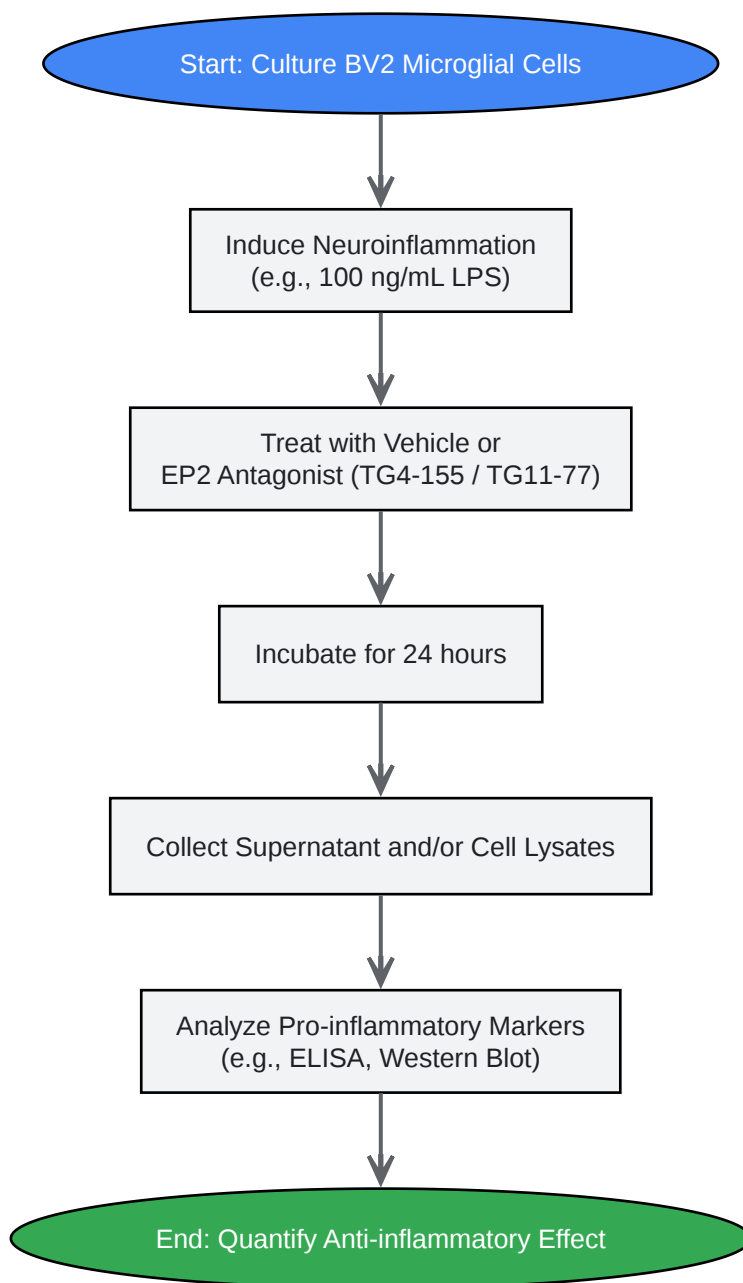 Start: Culture BV2 Microglial Cells
Induce Neuroinflammation
(e.g., 100 ng/mL LPS)
Treat with Vehicle or
EP2 Antagonist (TG4-155 / TG11-77)
Incubate for 24 hours
Collect Supernatant and/or Cell Lysates
Analyze Pro-inflammatory Markers
(e.g., ELISA, Western Blot)
End: Quantify Anti-inflammatory Effect